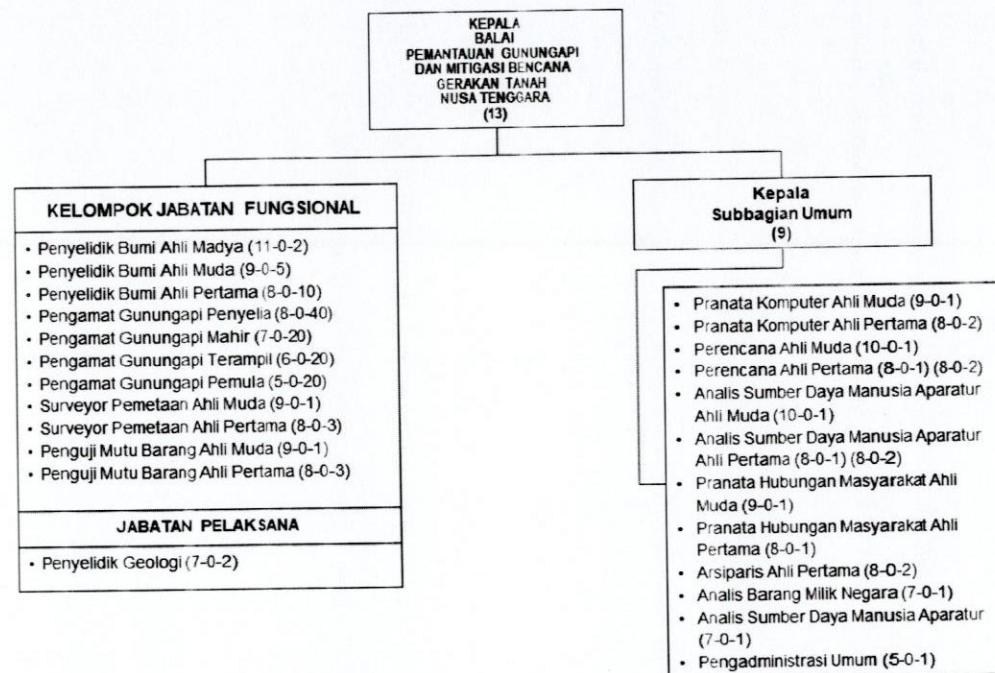 KEPALA
BALAI
PEMANTAUAN GUNUNGAPI
DAN MITIGASI BENCANA
GERAKAN TANAH
NUSA TENGGARA
(13)
KELOMPOK JABATAN FUNGSIONAL
• Penyelidik Bumi Ahli Madya (11-0-2)
• Penyelidik Bumi Ahli Muda (9-0-5)
• Penyelidik Bumi Ahli Pertama (8-0-10)
• Pengamat Gunungapi Penyelia (8-0-40)
• Pengamat Gunungapi Mahir (7-0-20)
• Pengamat Gunungapi Terampil (6-0-20)
• Pengamat Gunungapi Pemula (5-0-20)
• Surveyor Pemetaan Ahli Muda (9-0-1)
• Surveyor Pemetaan Ahli Pertama (8-0-3)
• Penguji Mutu Barang Ahli Muda (9-0-1)
• Penguji Mutu Barang Ahli Pertama (8-0-3)
JABATAN PELAKSANA
• Penyelidik Geologi (7-0-2)
Kepala
Subbagian Umum
(9)
• Pranata Komputer Ahli Muda (9-0-1)
• Pranata Komputer Ahli Pertama (8-0-2)
• Perencana Ahli Muda (10-0-1)
• Perencana Ahli Pertama (8-0-1) (8-0-2)
• Analis Sumber Daya Manusia Aparatur
Ahli Muda (10-0-1)
• Analis Sumber Daya Manusia Aparatur
Ahli Pertama (8-0-1) (8-0-2)
• Pranata Hubungan Masyarakat Ahli
Muda (9-0-1)
• Pranata Hubungan Masyarakat Ahli
Pertama (8-0-1)
• Arsiparis Ahli Pertama (8-0-2)
• Analis Barang Milik Negara (7-0-1)
• Analis Sumber Daya Manusia Aparatur
(7-0-1)
• Pengadministrasi Umum (5-0-1)